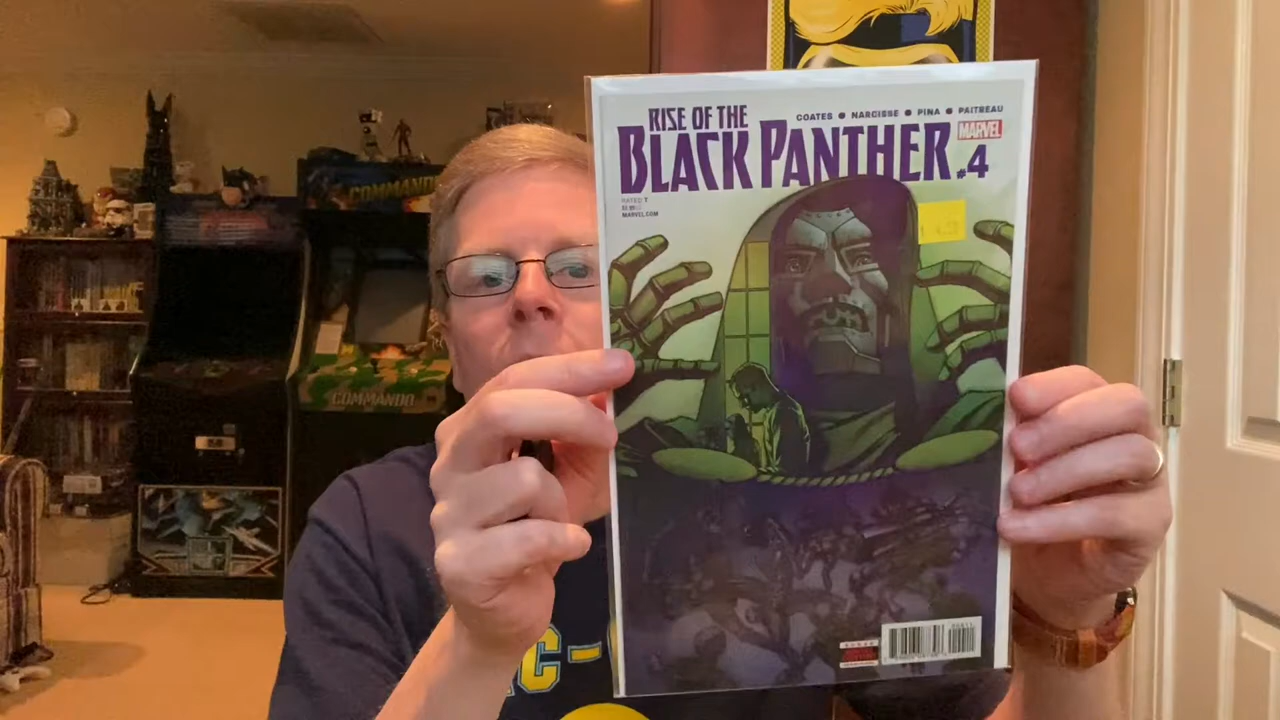 RISE OF THE
BLACK PANTHER
#4
COATES • NARCISSE • PINA • PAITREAU
MARVEL
RATED T
MARVEL.COM
COMMANDO
COMMANDO
C-